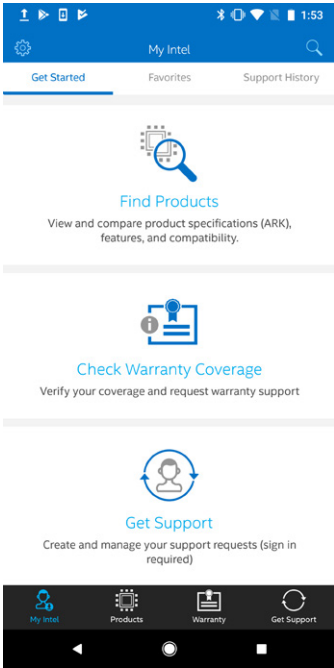 1:53
My Intel
Get Started Favorites Support History
Find Products
View and compare product specifications (ARK),
features, and compatibility.
Check Warranty Coverage
Verify your coverage and request warranty support
Get Support
Create and manage your support requests (sign in
required)
My Intel Products Warranty Get Support